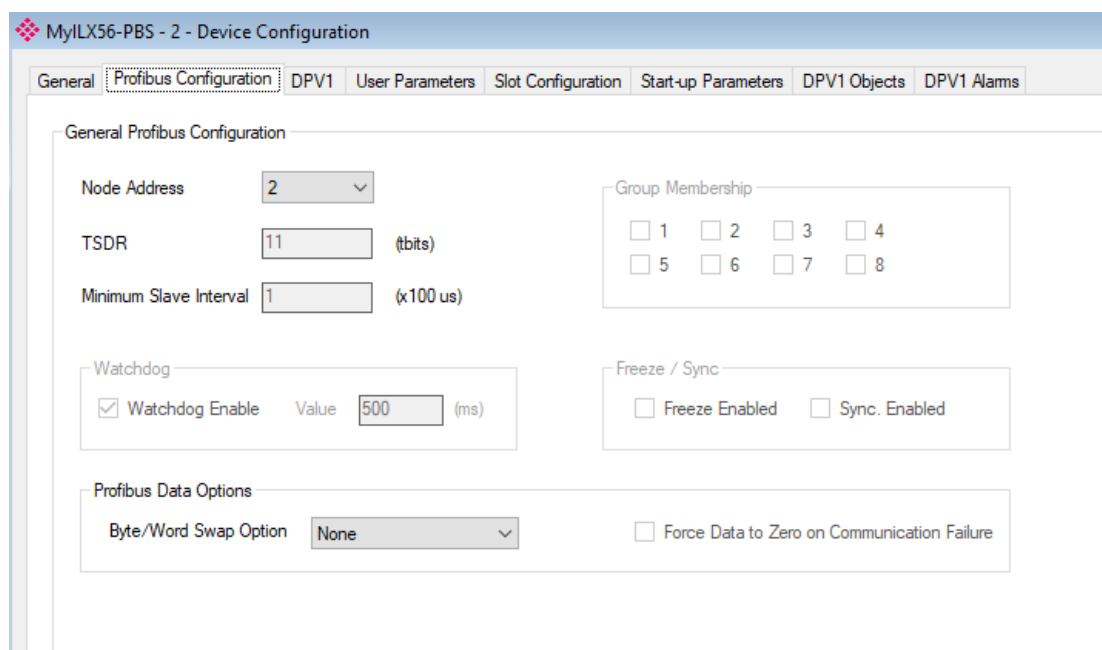 MyILX56-PBS - 2 - Device Configuration
General Profibus Configuration DPV1 User Parameters Slot Configuration Start-up Parameters DPV1 Objects DPV1 Alarms
General Profibus Configuration
Node Address 2
Group Membership
1 2 3 4
TSDR 11 (tbits)
5 6 7 8
Minimum Slave Interval 1 (x100 us)
Watchdog
Freeze / Sync
Watchdog Enable Value 500 (ms)
Freeze Enabled Sync. Enabled
Profibus Data Options
Byte/Word Swap Option None
Force Data to Zero on Communication Failure